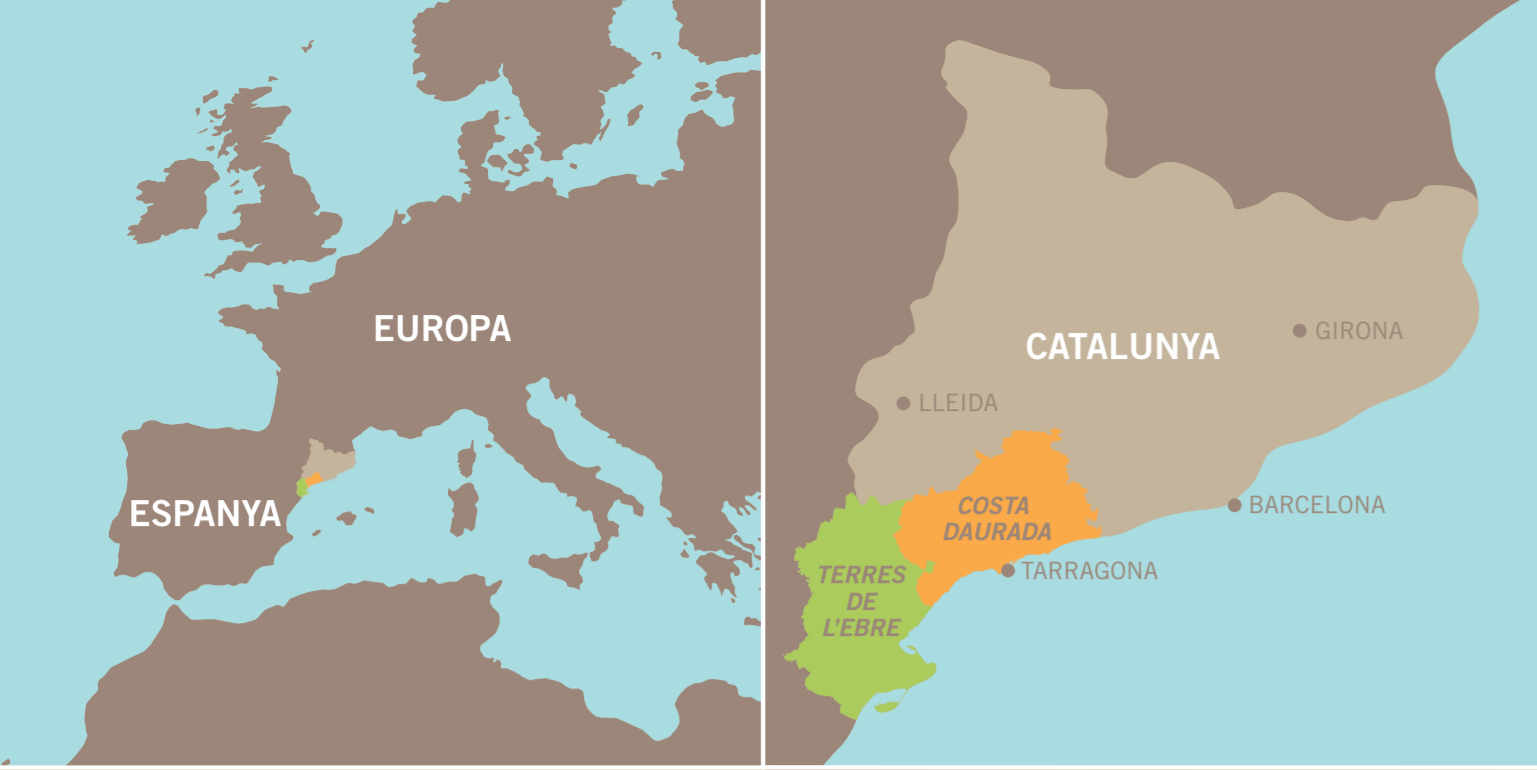 EUROPA
ESPANYA
CATALUNYA
GIRONA
LLEIDA
COSTA
DAURADA
BARCELONA
TARRAGONA
TERRES
DE
L'EBRE